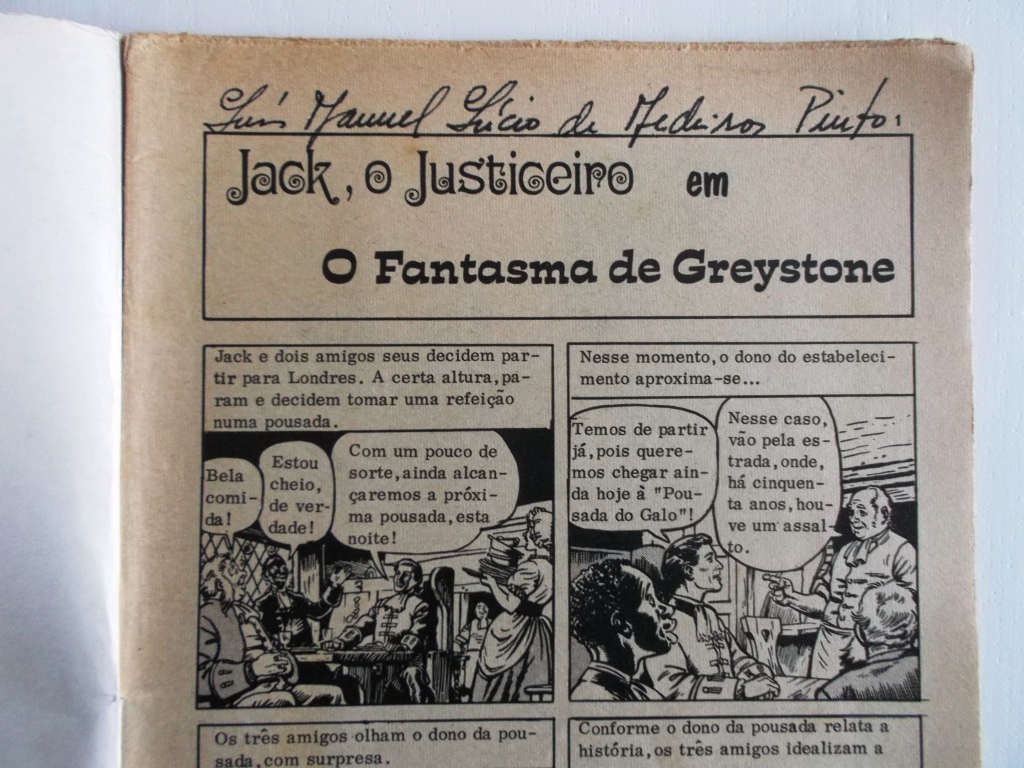 Luís Manuel Lúcio de Medeiros Pinto.
Jack, o Justiceiro em
O Fantasma de Greystone
Jack e dois amigos seus decidem par-
tir para Londres. A certa altura, pa-
ram e decidem tomar uma refeição
numa pousada.
Bela
comi-
da!
Estou
cheio,
de ver-
dade!
Com um pouco de
sorte, ainda alcan-
çaremos a próxi-
ma pousada, esta
noite!
Nesse momento, o dono do estabeleci-
mento aproxima-se...
Temos de partir
já, pois quere-
mos chegar ain-
da hoje à "Pou-
sada do Galo"!
Nesse caso,
vão pela es-
trada, onde,
há cinquen-
ta anos, hou-
ve um assal-
to.
Os três amigos olham o dono da pou-
sada, com surpresa.
Conforme o dono da pousada relata a
história, os três amigos idealizam a